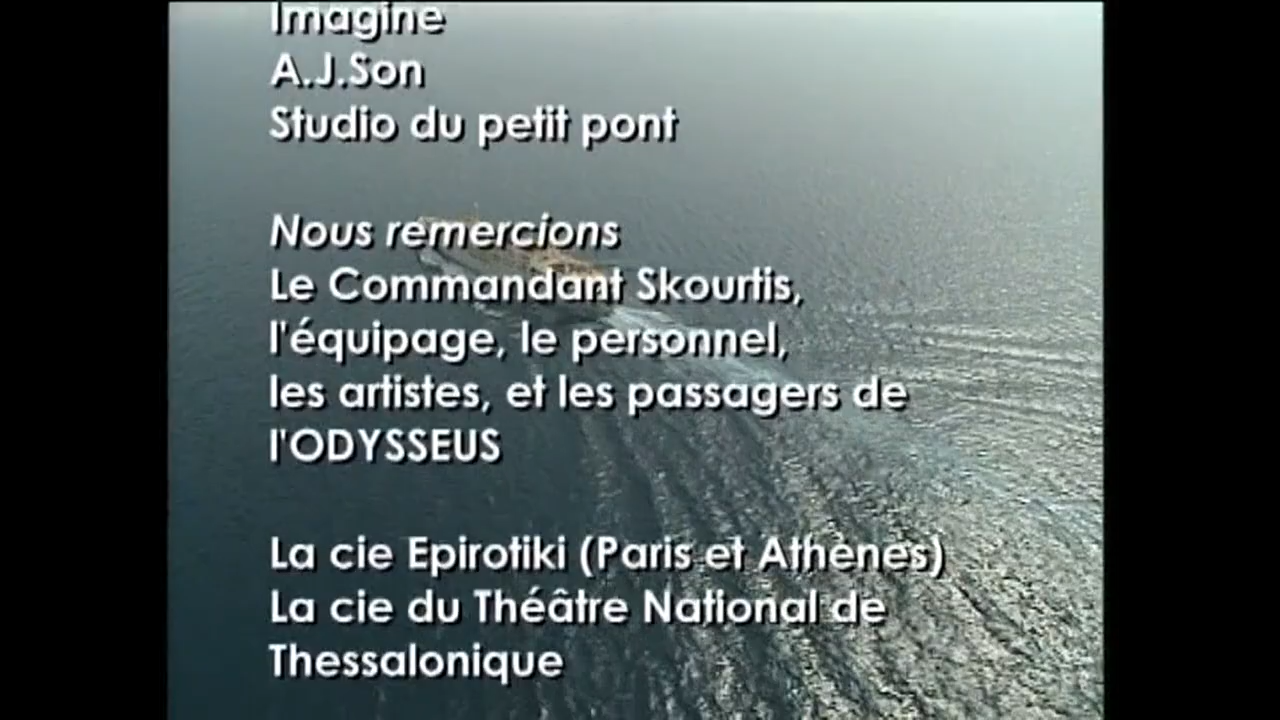 Imagine
A.J.Son
Studio du petit pont
Nous remercions
Le Commandant Skourtis,
l'équipage, le personnel,
les artistes, et les passagers de
l'ODYSSEUS
La cie Epirotiki (Paris et Athènes)
La cie du Théâtre National de
Thessalonique